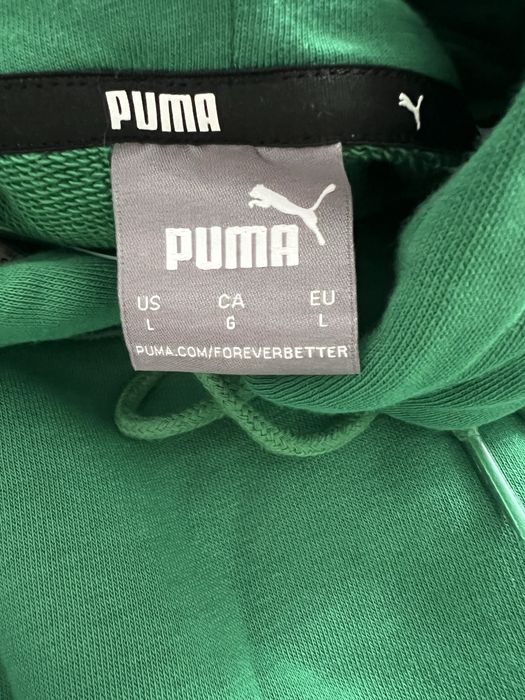 PUMA
PUMA
US CA EU
L G L
PUMA.COM/FOREVERBETTER